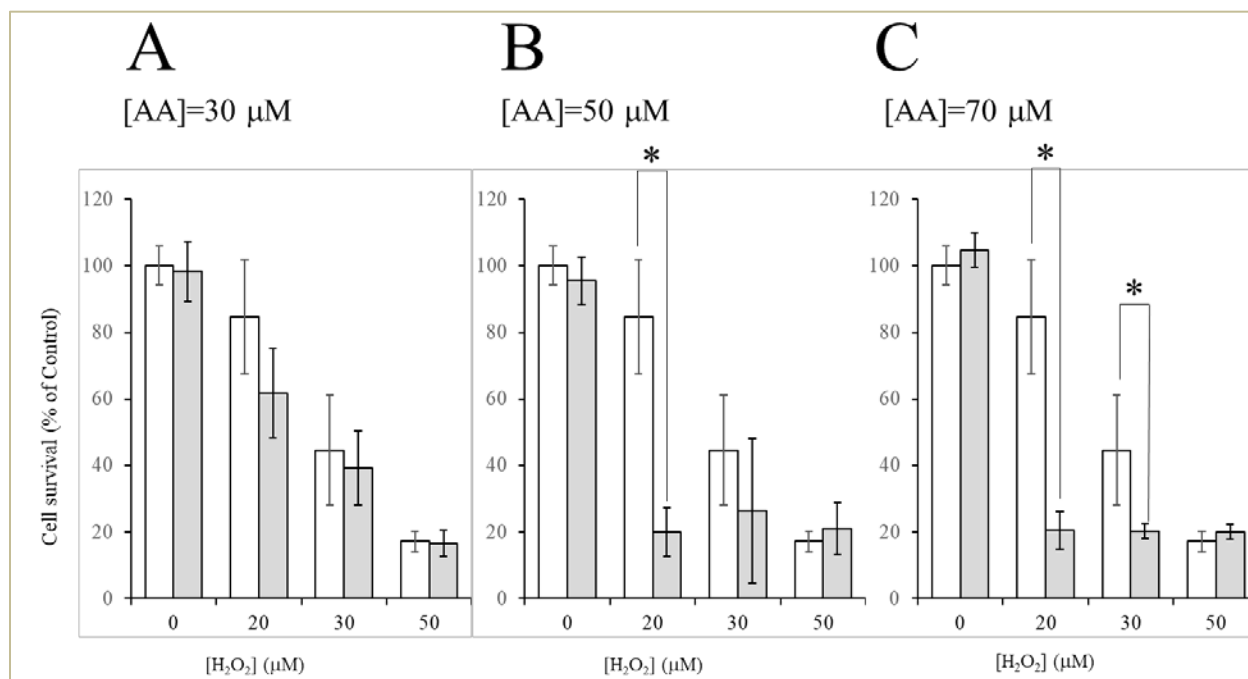 A B C
[AA]=30 μM [AA]=50 μM [AA]=70 μM
* * *
Cell survival (% of Control)
120 120 120
100 100 100
80 80 80
60 60 60
40 40 40
20 20 20
0 0 0
0 20 30 50 0 20 30 50 0 20 30 50
[H₂O₂] (μM) [H₂O₂] (μM) [H₂O₂] (μM)